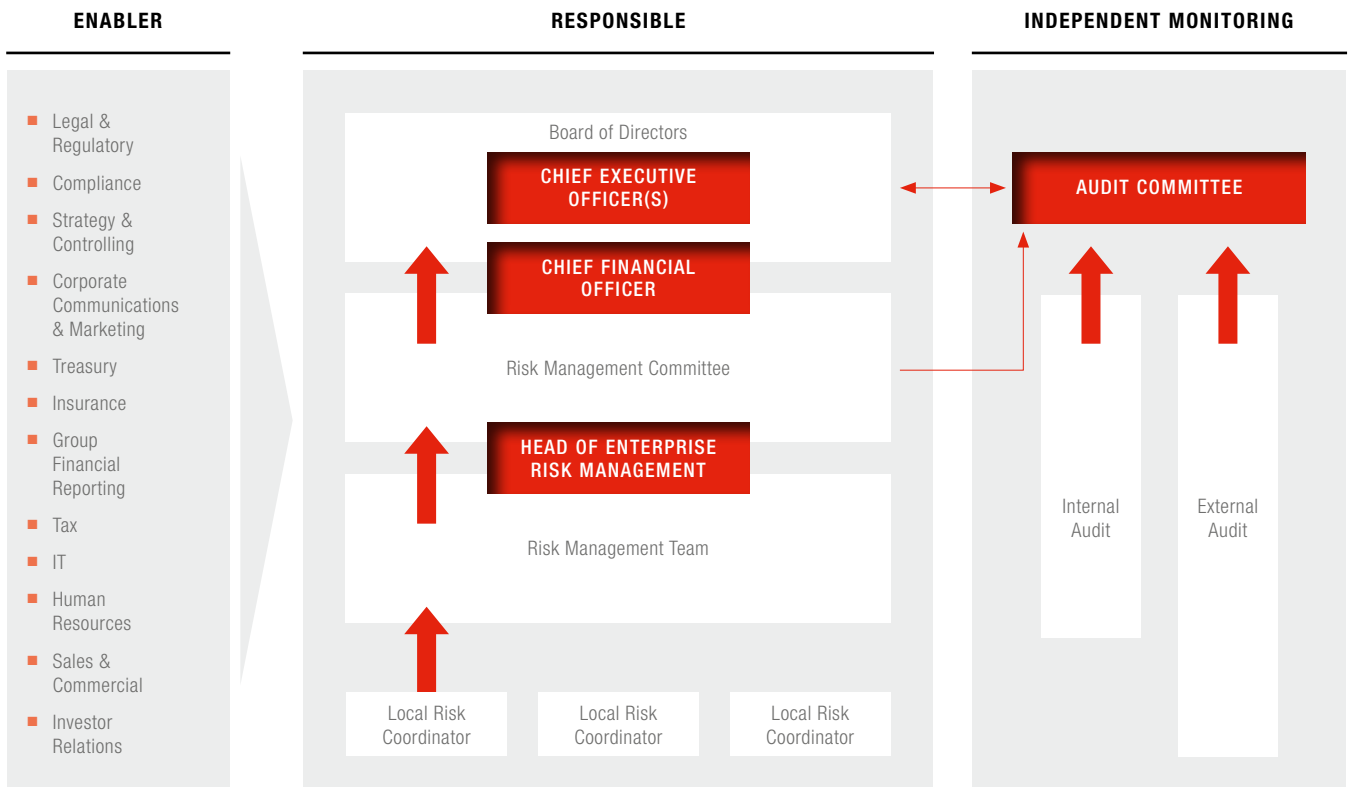 ENABLER
Legal &
Regulatory
Compliance
Strategy &
Controlling
Corporate
Communications
& Marketing
Treasury
Insurance
Group
Financial
Reporting
Tax
IT
Human
Resources
Sales &
Commercial
Investor
Relations
RESPONSIBLE
Board of Directors
CHIEF EXECUTIVE
OFFICER(S)
CHIEF FINANCIAL
OFFICER
Risk Management Committee
HEAD OF ENTERPRISE
RISK MANAGEMENT
Risk Management Team
Local Risk
Coordinator
Local Risk
Coordinator
Local Risk
Coordinator
INDEPENDENT MONITORING
AUDIT COMMITTEE
Internal
Audit
External
Audit